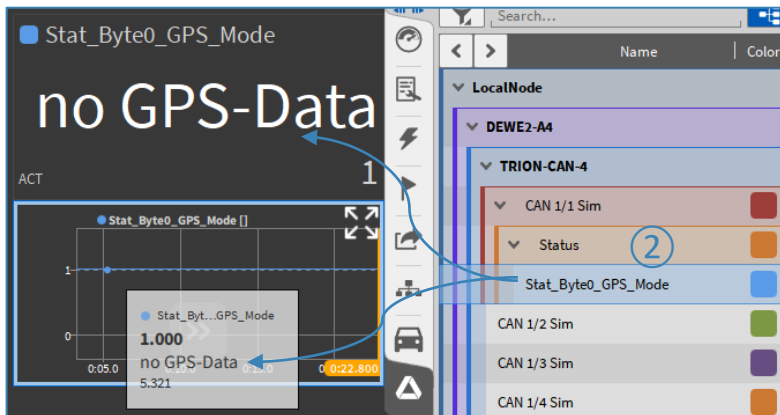 Stat_Byte0_GPS_Mode
no GPS-Data
ACT
1
Stat_Byte0_GPS_Mode []
1
0
0:05.0
0:22.800
Stat_Byt...GPS_Mode
1.000
no GPS-Data
5.321
Search...
Name
Color
LocalNode
DEWE2-A4
TRION-CAN-4
CAN 1/1 Sim
Status
2
Stat_Byte0_GPS_Mode
CAN 1/2 Sim
CAN 1/3 Sim
CAN 1/4 Sim